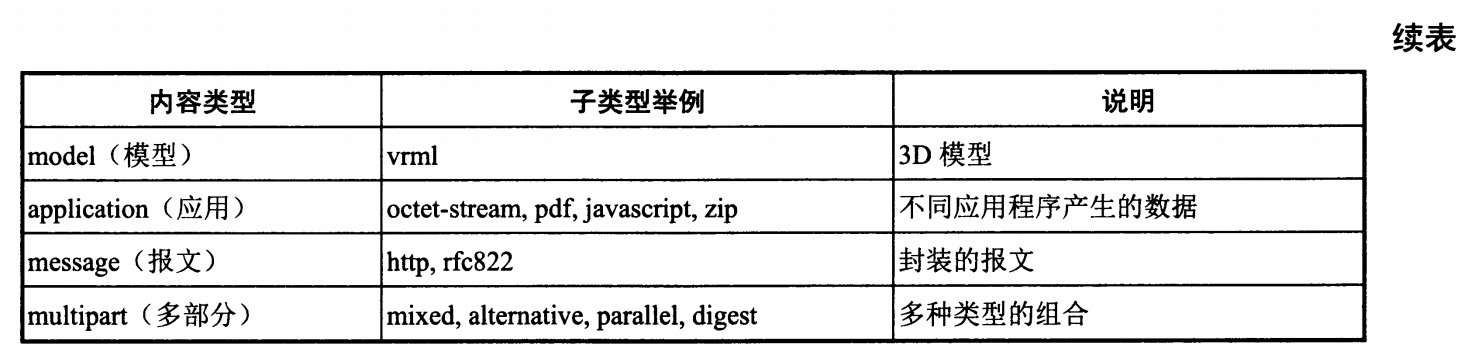 续表
内容类型 子类型举例 说明
model（模型） vrml 3D 模型
application（应用） octet-stream, pdf, javascript, zip 不同应用程序产生的数据
message（报文） http, rfc822 封装的报文
multipart（多部分） mixed, alternative, parallel, digest 多种类型的组合